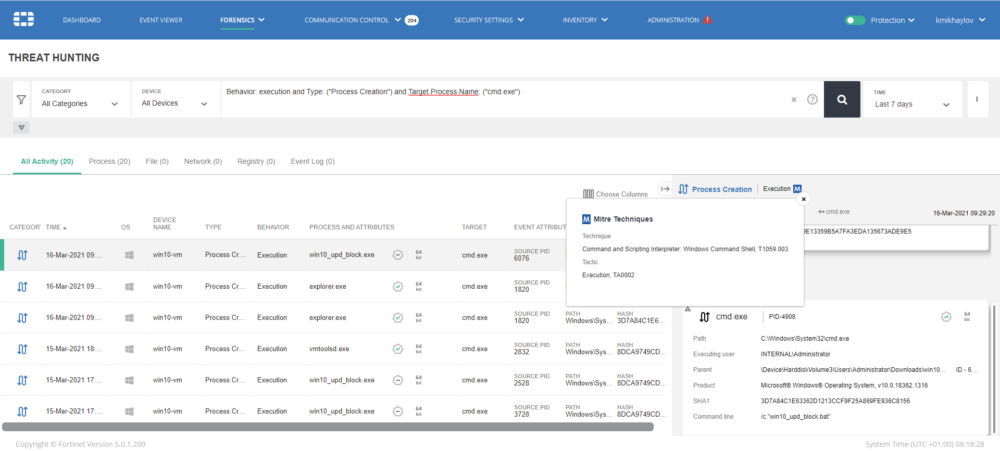 DASHBOARD
EVENT VIEWER
FORENSICS
COMMUNICATION CONTROL
204
SECURITY SETTINGS
INVENTORY
ADMINISTRATION
Protection
kmikhaylov
THREAT HUNTING
CATEGORY
All Categories
DEVICE
All Devices
Behavior: execution and Type: ("Process Creation") and Target.Process.Name: ("cmd.exe")
TIME
Last 7 days
All Activity (20)
Process (20)
File (0)
Network (0)
Registry (0)
Event Log (0)
Choose Columns
Process Creation
Execution
M
cmd.exe
16-Mar-2021 09:29:20
9E13359B5A7FA3EDA135673ADE9E5
M Mitre Techniques
Technique
Command and Scripting Interpreter: Windows Command Shell, T1059.003
Tactic
Execution, TA0002
CATEGOR TIME OS DEVICE NAME TYPE BEHAVIOR PROCESS AND ATTRIBUTES TARGET EVENT ATTRIBUT
16-Mar-2021 09:... win10-vm Process Cr... Execution win10_upd_block.exe 64 bit cmd.exe SOURCE PID 6076
16-Mar-2021 09:... win10-vm Process Cr... Execution explorer.exe 64 bit cmd.exe SOURCE PID 1820
16-Mar-2021 09:... win10-vm Process Cr... Execution explorer.exe 64 bit cmd.exe SOURCE PID 1820 PATH Windows\Sys... HASH 3D7A84C1E6...
15-Mar-2021 18:... win10-vm Process Cr... Execution vmtoolsd.exe 64 bit cmd.exe SOURCE PID 2832 PATH Windows\Sys... HASH 8DCA9749CD...
15-Mar-2021 17:... win10-vm Process Cr... Execution win10_upd_block.exe 64 bit cmd.exe SOURCE PID 2528 PATH Windows\Sys... HASH 8DCA9749CD...
15-Mar-2021 17:... win10-vm Process Cr... Execution win10_upd_block.exe 64 bit cmd.exe SOURCE PID 3728 PATH Windows\Sys... HASH 8DCA9749CD...
cmd.exe PID-4908 64 bit
Path C:\Windows\System32\cmd.exe
Executing user INTERNAL\Administrator
Parent \Device\HarddiskVolume3\Users\Administrator\Downloads\win10... ID - 6...
Product Microsoft® Windows® Operating System, v10.0.18362.1316
SHA1 3D7A84C1E63362D1213CCF9F25A869FE936C8156
Command line /c "win10_upd_block.bat"
Copyright © Fortinet Version 5.0.1.200
System Time (UTC +01:00) 08:18:28